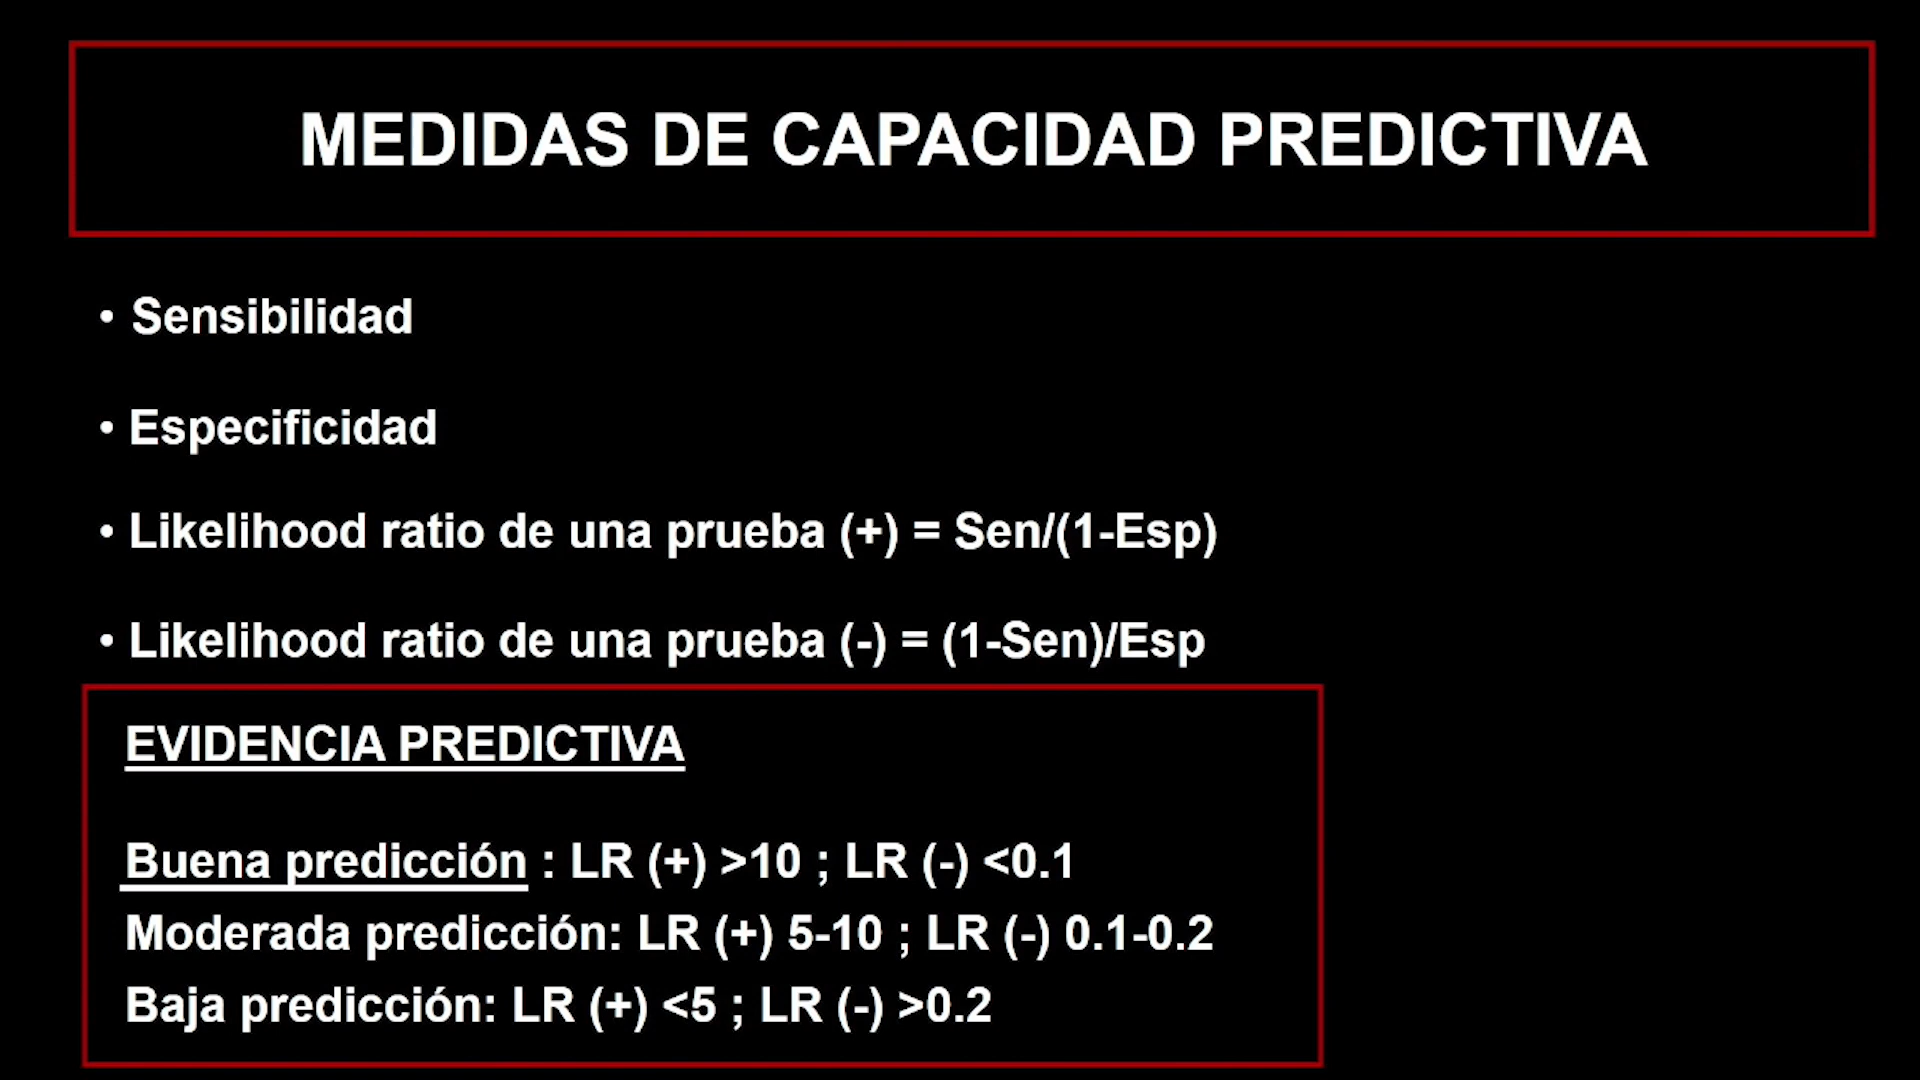 MEDIDAS DE CAPACIDAD PREDICTIVA
• Sensibilidad
• Especificidad
• Likelihood ratio de una prueba (+) = Sen/(1-Esp)
• Likelihood ratio de una prueba (-) = (1-Sen)/Esp
EVIDENCIA PREDICTIVA
Buena predicción : LR (+) >10 ; LR (-) <0.1
Moderada predicción: LR (+) 5-10 ; LR (-) 0.1-0.2
Baja predicción: LR (+) <5 ; LR (-) >0.2